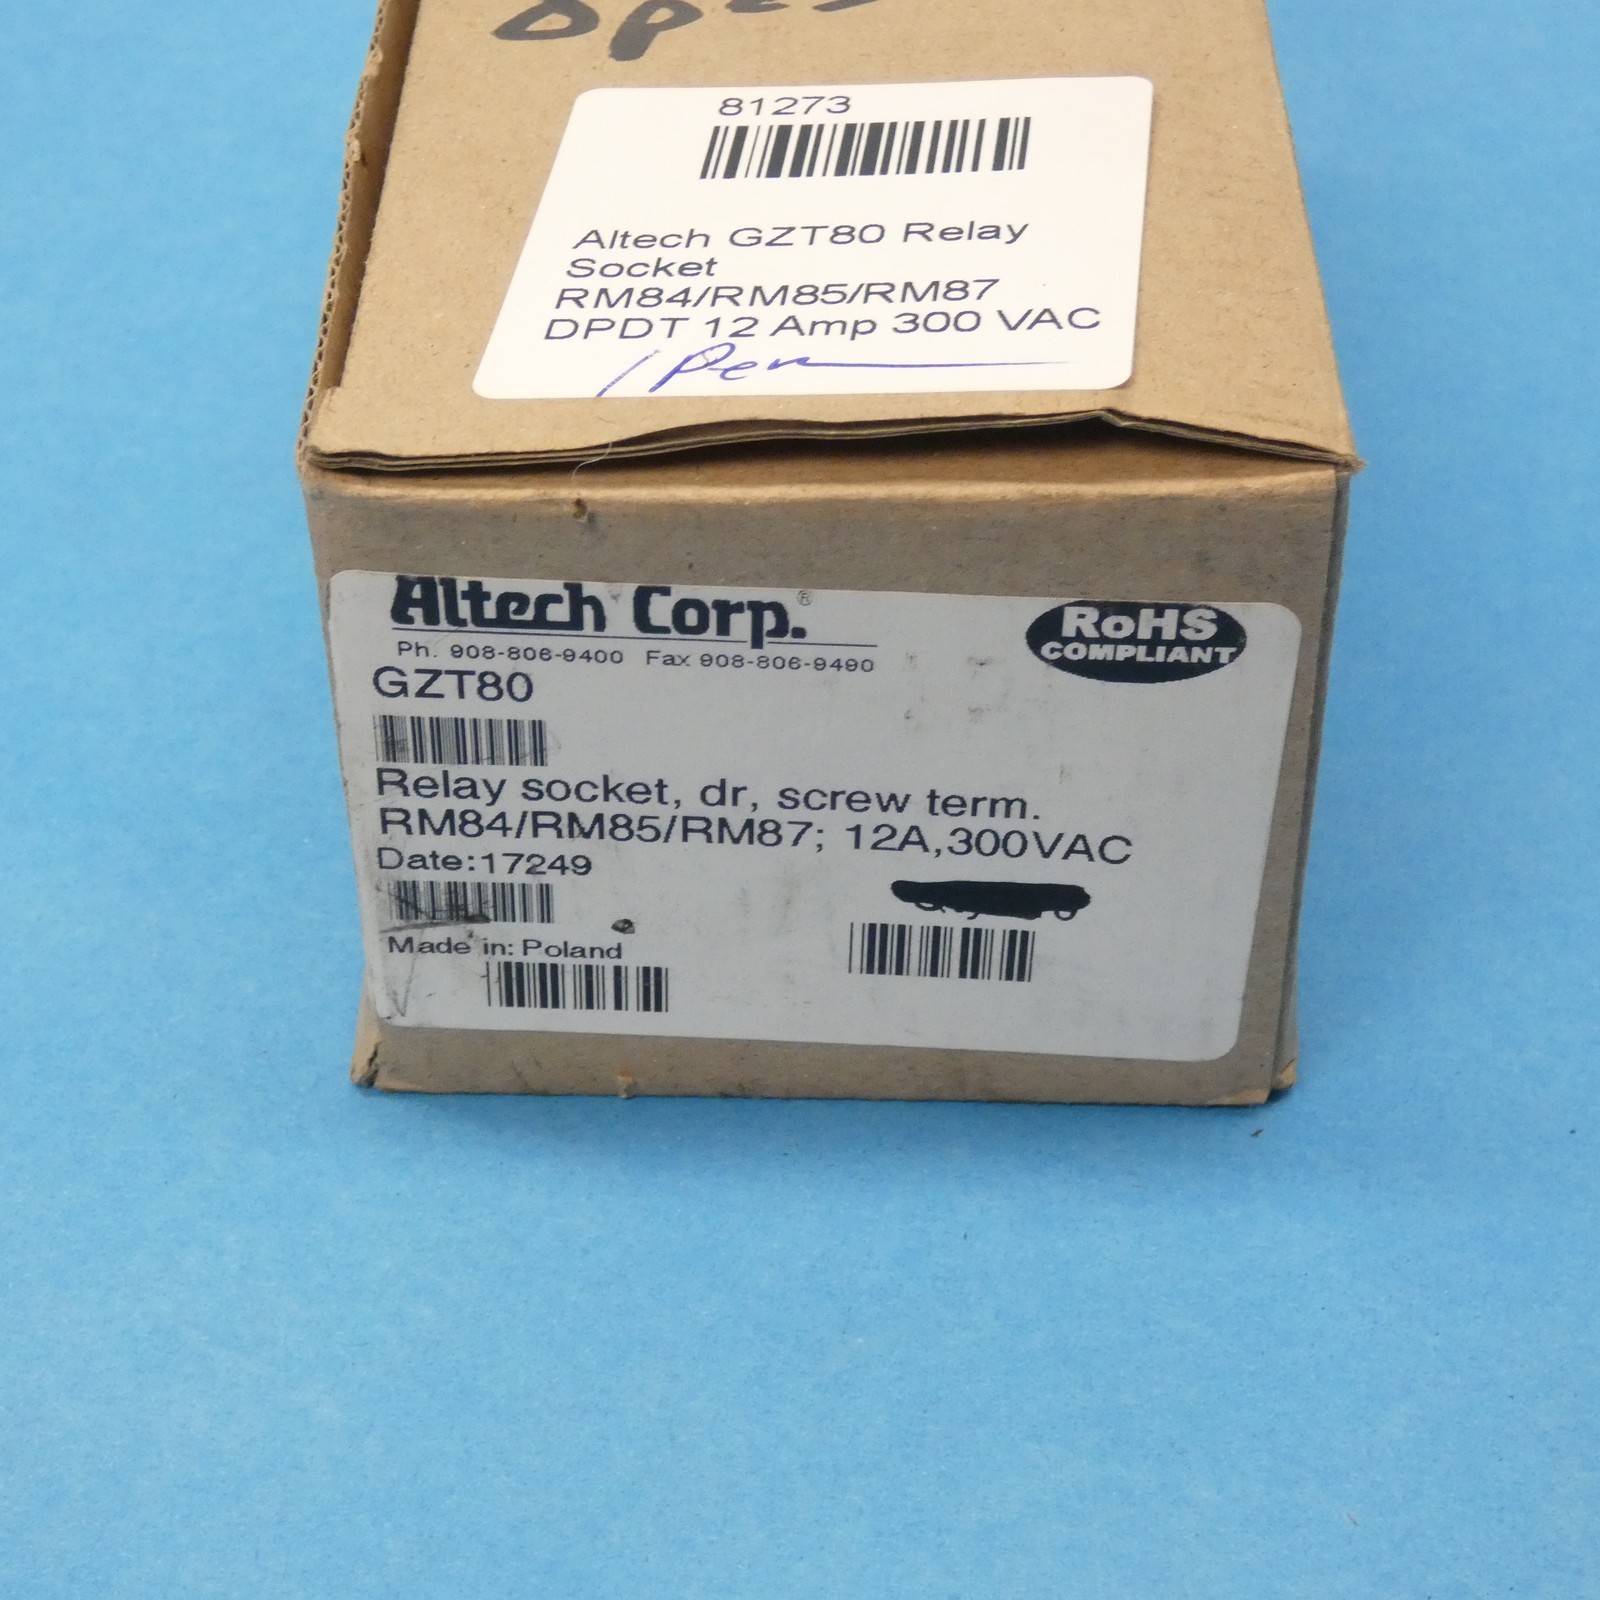 81273
Altech GZT80 Relay
Socket
RM84/RM85/RM87
DPDT 12 Amp 300 VAC
1 Per
Altech Corp.®
RoHS
COMPLIANT
Ph. 908-806-9400 Fax 908-806-9490
GZT80
Relay socket, dr, screw term.
RM84/RM85/RM87; 12A,300VAC
Date:17249
Made in: Poland